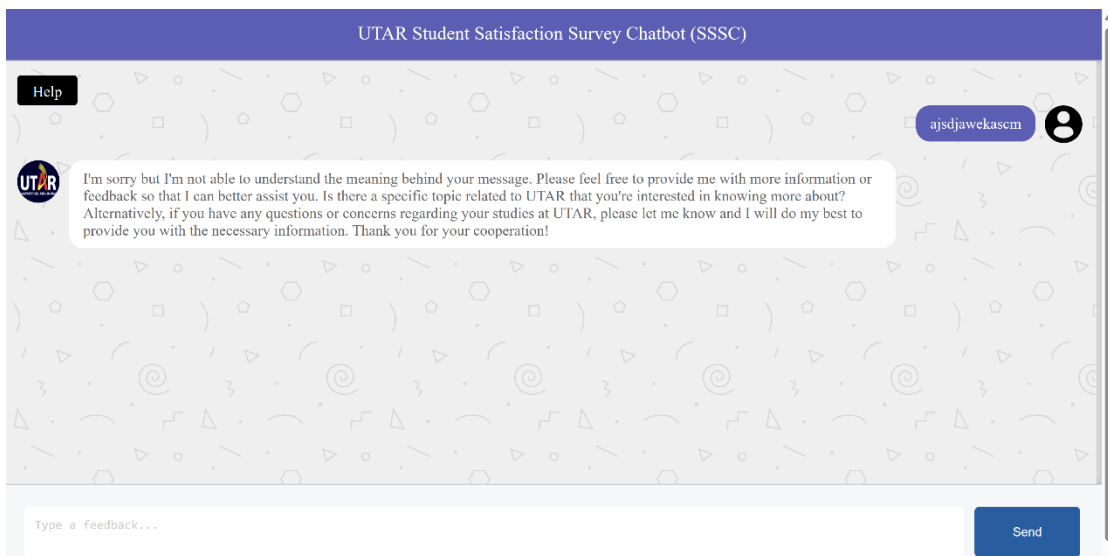 UTAR Student Satisfaction Survey Chatbot (SSSC)
Help
ajsdjawekascm
UTAR
I'm sorry but I'm not able to understand the meaning behind your message. Please feel free to provide me with more information or
feedback so that I can better assist you. Is there a specific topic related to UTAR that you're interested in knowing more about?
Alternatively, if you have any questions or concerns regarding your studies at UTAR, please let me know and I will do my best to
provide you with the necessary information. Thank you for your cooperation!
Type a feedback...
Send